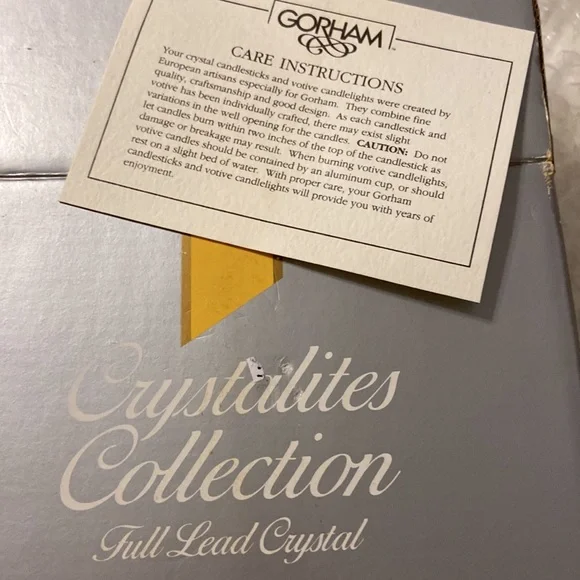 GORHAM
CARE INSTRUCTIONS
Your crystal candlesticks and votive candlelights were created by
European artisans especially for Gorham. They combine fine
quality, craftsmanship and good design. As each candlestick and
votive has been individually crafted, there may exist slight
variations in the well opening for the candles. CAUTION: Do not
let candles burn within two inches of the top of the candlestick as
damage or breakage may result. When burning votive candlelights,
votive candles should be contained by an aluminum cup, or should
rest on a slight bed of water. With proper care, your Gorham
candlesticks and votive candlelights will provide you with years of
enjoyment.
Crystalites
Collection
Full Lead Crystal